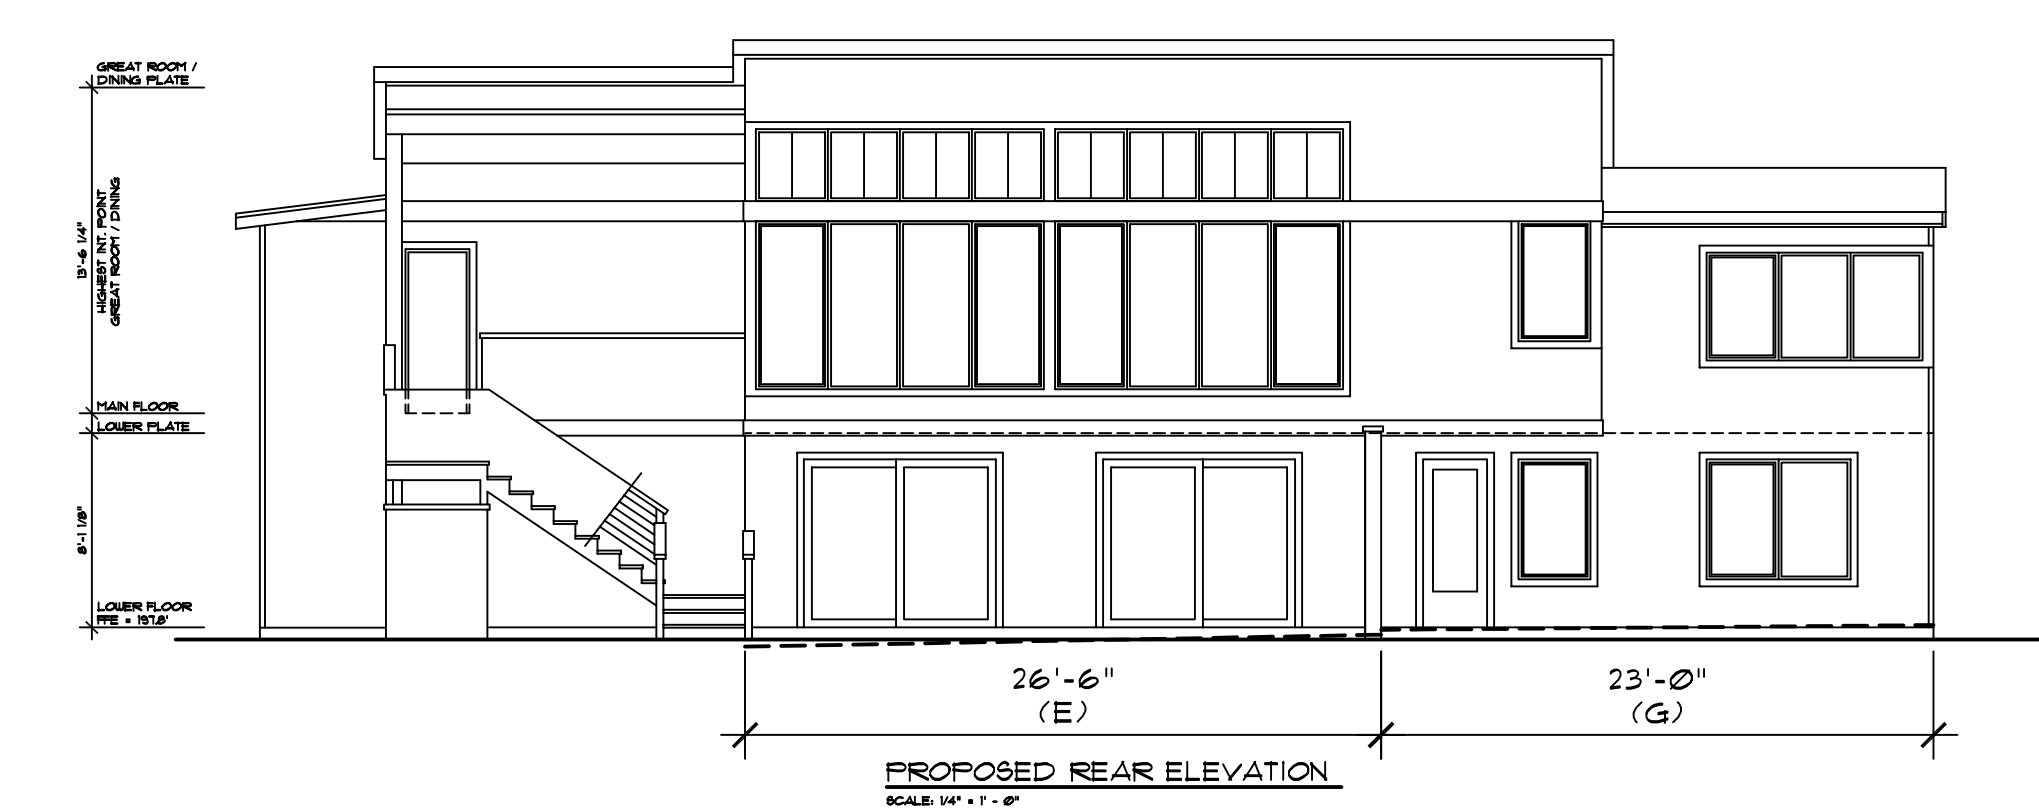 GREAT ROOM /
DINING PLATE
13'-6 1/4"
HIGHEST INT. POINT
GREAT ROOM / DINING
MAIN FLOOR
LOWER PLATE
8'-1 1/8"
LOWER FLOOR
FFE = 197.8'
26'-6"
(E)
23'-0"
(G)
PROPOSED REAR ELEVATION
SCALE: 1/4" = 1' - 0"